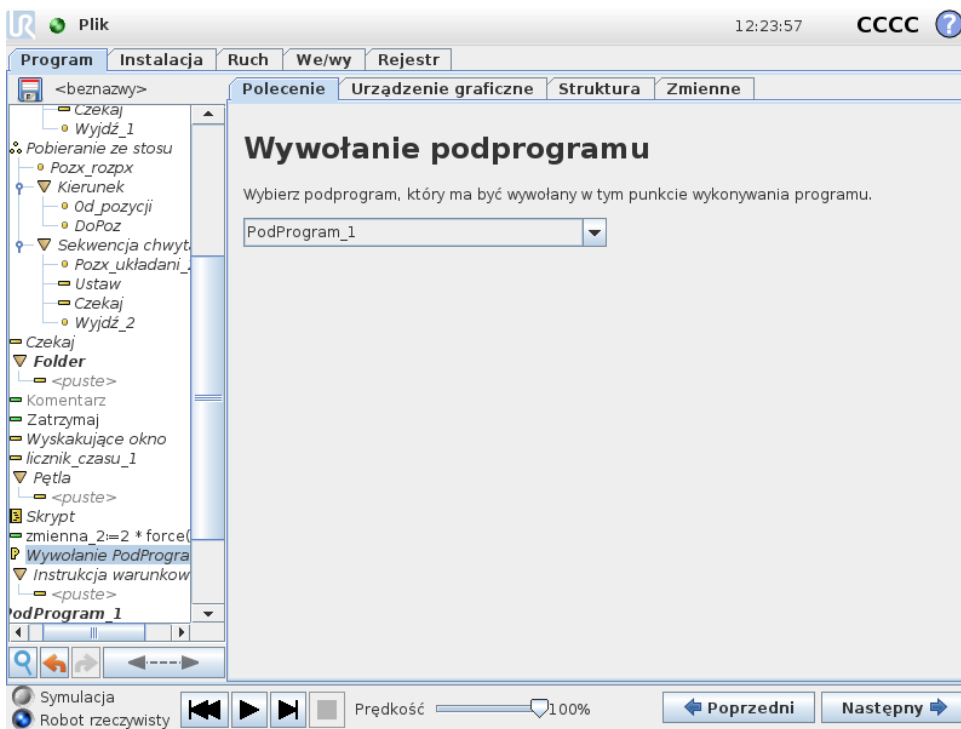 UR Plik 12:23:57 CCCC ?
Program Instalacja Ruch We/wy Rejestr
<beznazwy>
Polecenie Urządzenie graficzne Struktura Zmienne
Czekaj
Wyjdź_1
Pobieranie ze stosu
Pozx_rozpx
Kierunek
Od_pozycji
DoPoz
Sekwencja chwyt
Pozx_układani_2
Ustaw
Czekaj
Wyjdź_2
Czekaj
Folder
<puste>
Komentarz
Zatrzymaj
Wyskakujące okno
licznik_czasu_1
Pętla
<puste>
Skrypt
zmienna_2:=2 * force(
Wywołanie PodProgra
Instrukcja warunkow
<puste>
PodProgram_1
Wywołanie podprogramu
Wybierz podprogram, który ma być wywołany w tym punkcie wykonywania programu.
PodProgram_1
Symulacja
Robot rzeczywisty
Prędkość 100%
Poprzedni
Następny